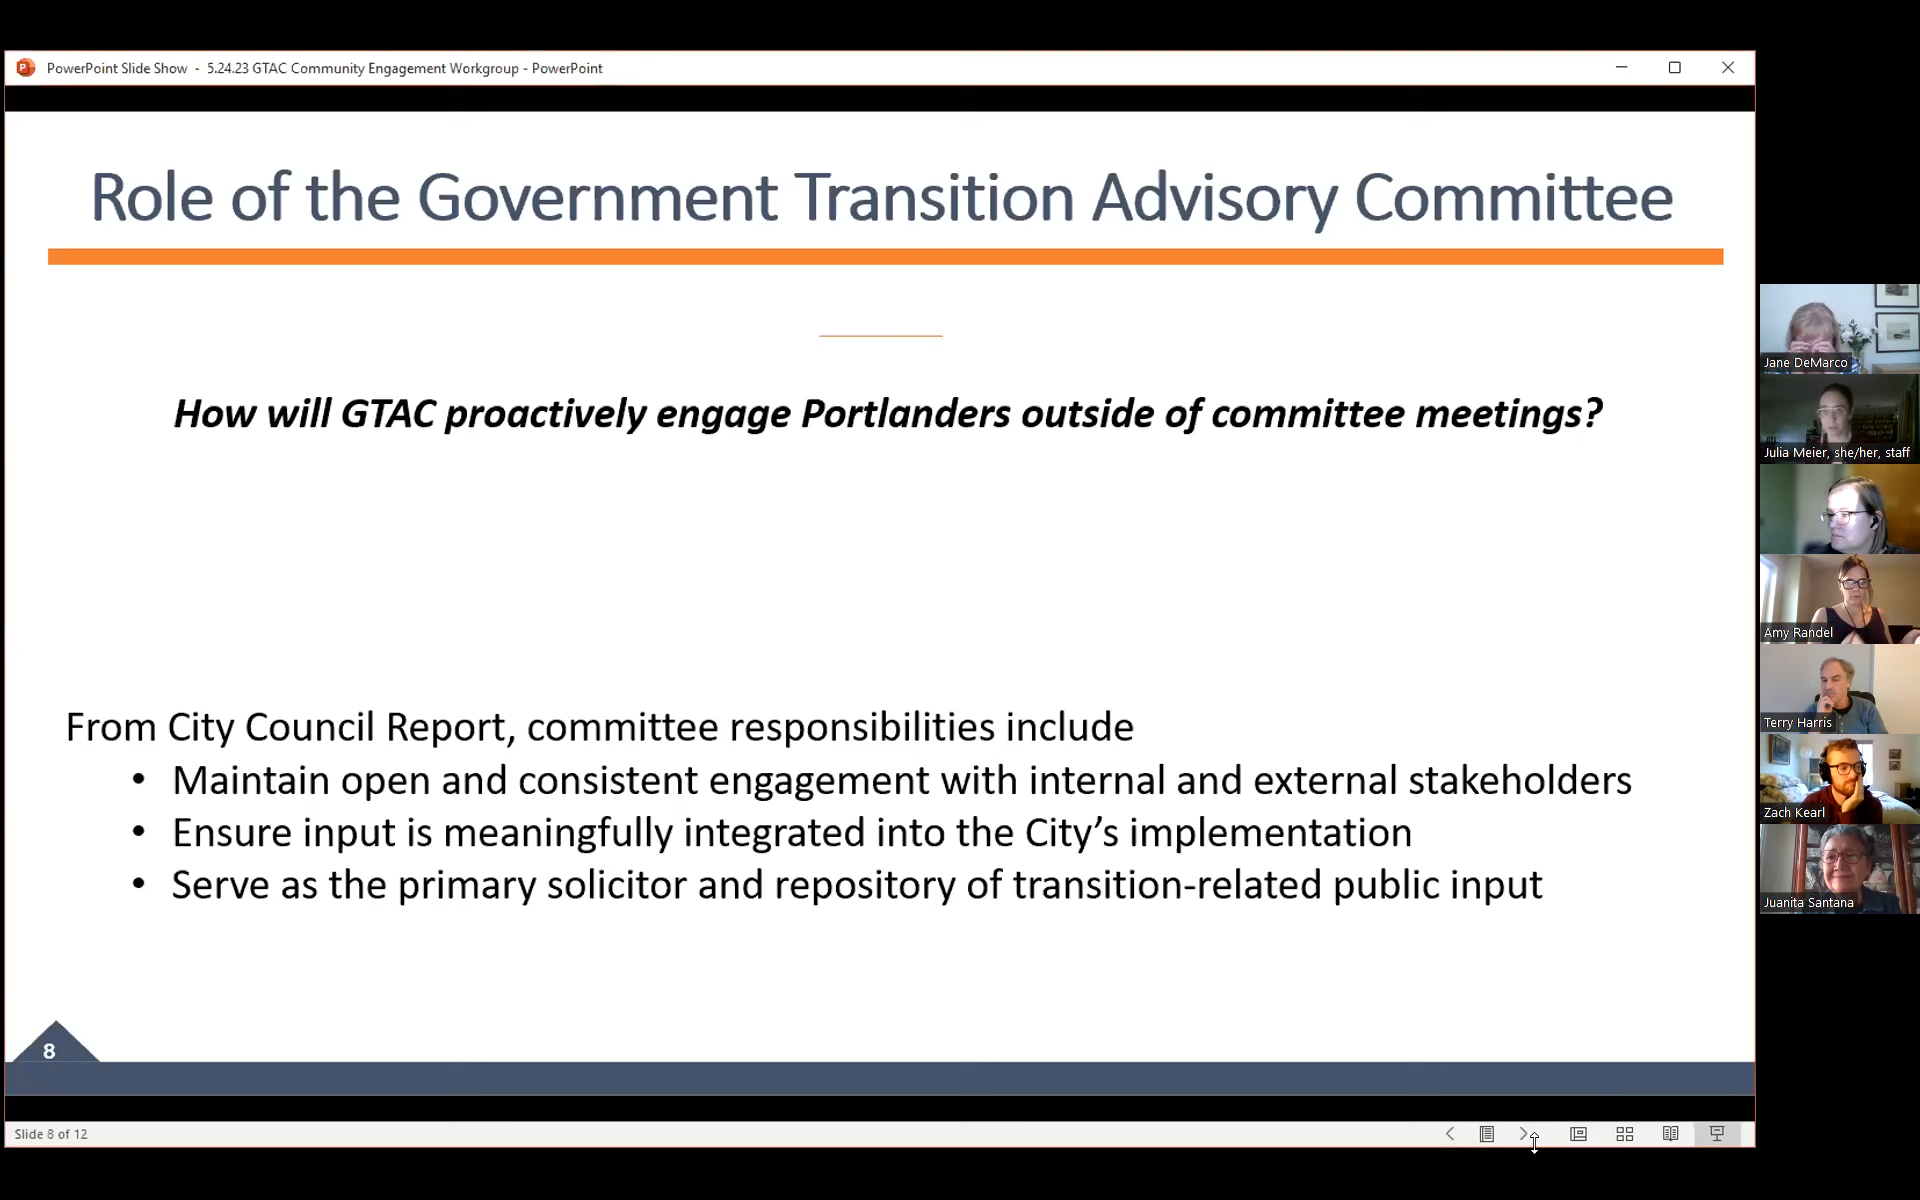 PowerPoint Slide Show - 5.24.23 GTAC Community Engagement Workgroup - PowerPoint
Role of the Government Transition Advisory Committee
How will GTAC proactively engage Portlanders outside of committee meetings?
From City Council Report, committee responsibilities include
• Maintain open and consistent engagement with internal and external stakeholders
• Ensure input is meaningfully integrated into the City’s implementation
• Serve as the primary solicitor and repository of transition-related public input
8
Slide 8 of 12
Jane DeMarco
Julia Meier, she/her, staff
Amy Randel
Terry Harris
Zach Kearl
Juanita Santana